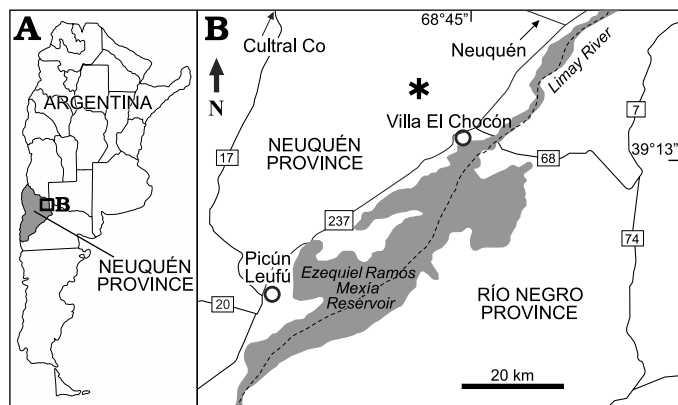 A
ARGENTINA
B
NEUQUÉN
PROVINCE
B
68°45'
Cultral Co
Neuquén
Limay River
N
Villa El Chocón
7
NEUQUÉN
PROVINCE
39°13'
17
68
237
74
Picún
Leufú
Ezequiel Ramós
Mexía
Reservoir
20
RÍO NEGRO
PROVINCE
20 km